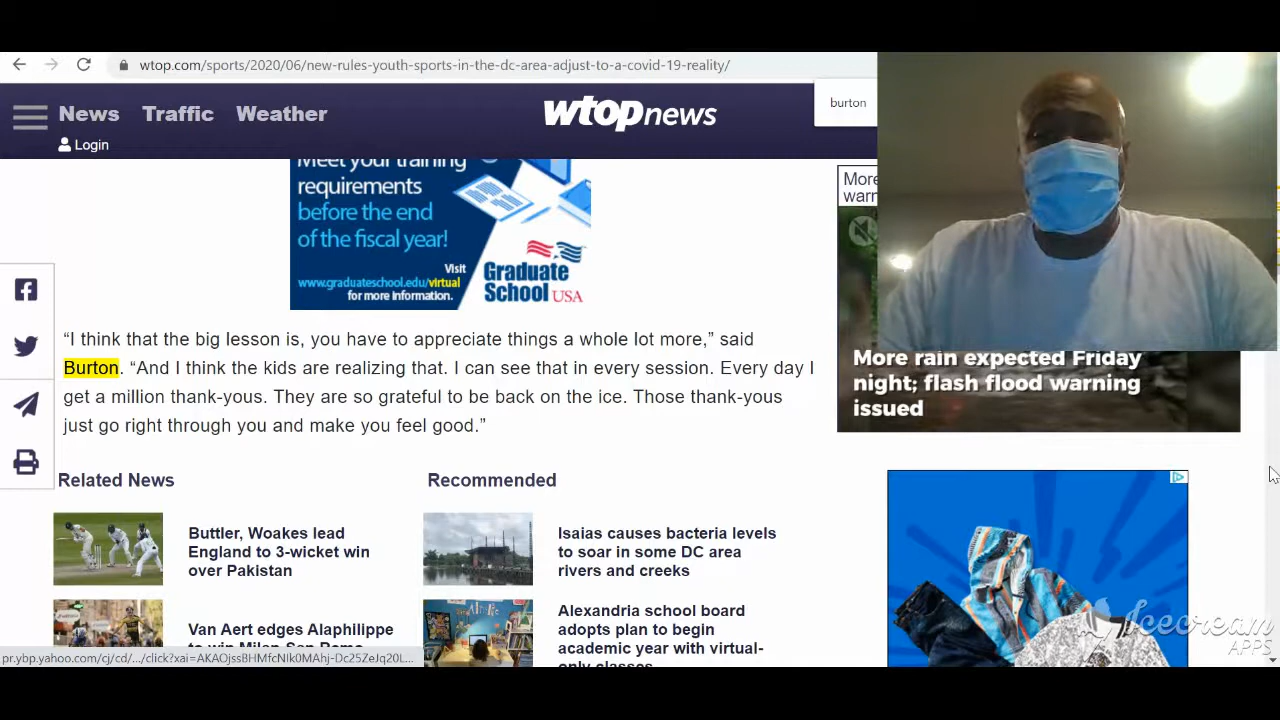 wtop.com/sports/2020/06/new-rules-youth-sports-in-the-dc-area-adjust-to-a-covid-19-reality/
News Traffic Weather
wtopnews
burton
Login
Meet your training
requirements
before the end
of the fiscal year!
Visit
www.graduateschool.edu/virtual
for more information.
Graduate
School USA
More
warn
More rain expected Friday
night; flash flood warning
issued
“I think that the big lesson is, you have to appreciate things a whole lot more,” said
Burton. “And I think the kids are realizing that. I can see that in every session. Every day I
get a million thank-yous. They are so grateful to be back on the ice. Those thank-yous
just go right through you and make you feel good.”
Related News
Buttler, Woakes lead
England to 3-wicket win
over Pakistan
Van Aert edges Alaphilippe
to win Milan-San Remo
Recommended
Isaias causes bacteria levels
to soar in some DC area
rivers and creeks
Alexandria school board
adopts plan to begin
academic year with virtual-
only classes
Icecream
APPS